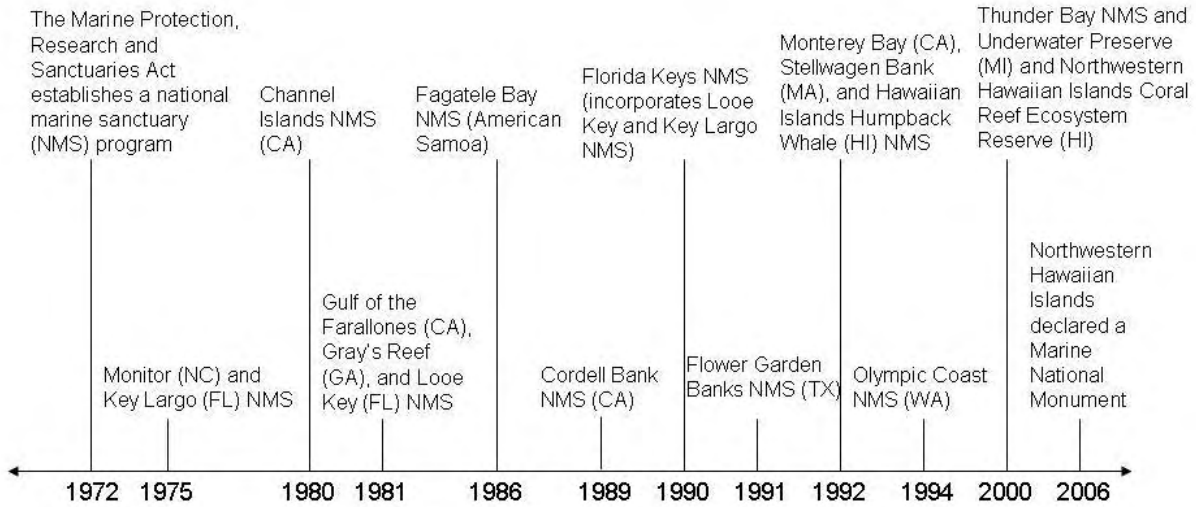 The Marine Protection,
Research and
Sanctuaries Act
establishes a national
marine sanctuary
(NMS) program
Channel
Islands NMS
(CA)
Fagatele Bay
NMS (American
Samoa)
Florida Keys NMS
(incorporates Looe
Key and Key Largo
NMS)
Monterey Bay (CA),
Stellwagen Bank
(MA), and Hawaiian
Islands Humpback
Whale (HI) NMS
Thunder Bay NMS and
Underwater Preserve
(MI) and Northwestern
Hawaiian Islands Coral
Reef Ecosystem
Reserve (HI)
Monitor (NC) and
Key Largo (FL) NMS
Gulf of the
Farallones (CA),
Gray's Reef
(GA), and Looe
Key (FL) NMS
Cordell Bank
NMS (CA)
Flower Garden
Banks NMS (TX)
Olympic Coast
NMS (WA)
Northwestern
Hawaiian
Islands
declared a
Marine
National
Monument
1972 1975 1980 1981 1986 1989 1990 1991 1992 1994 2000 2006